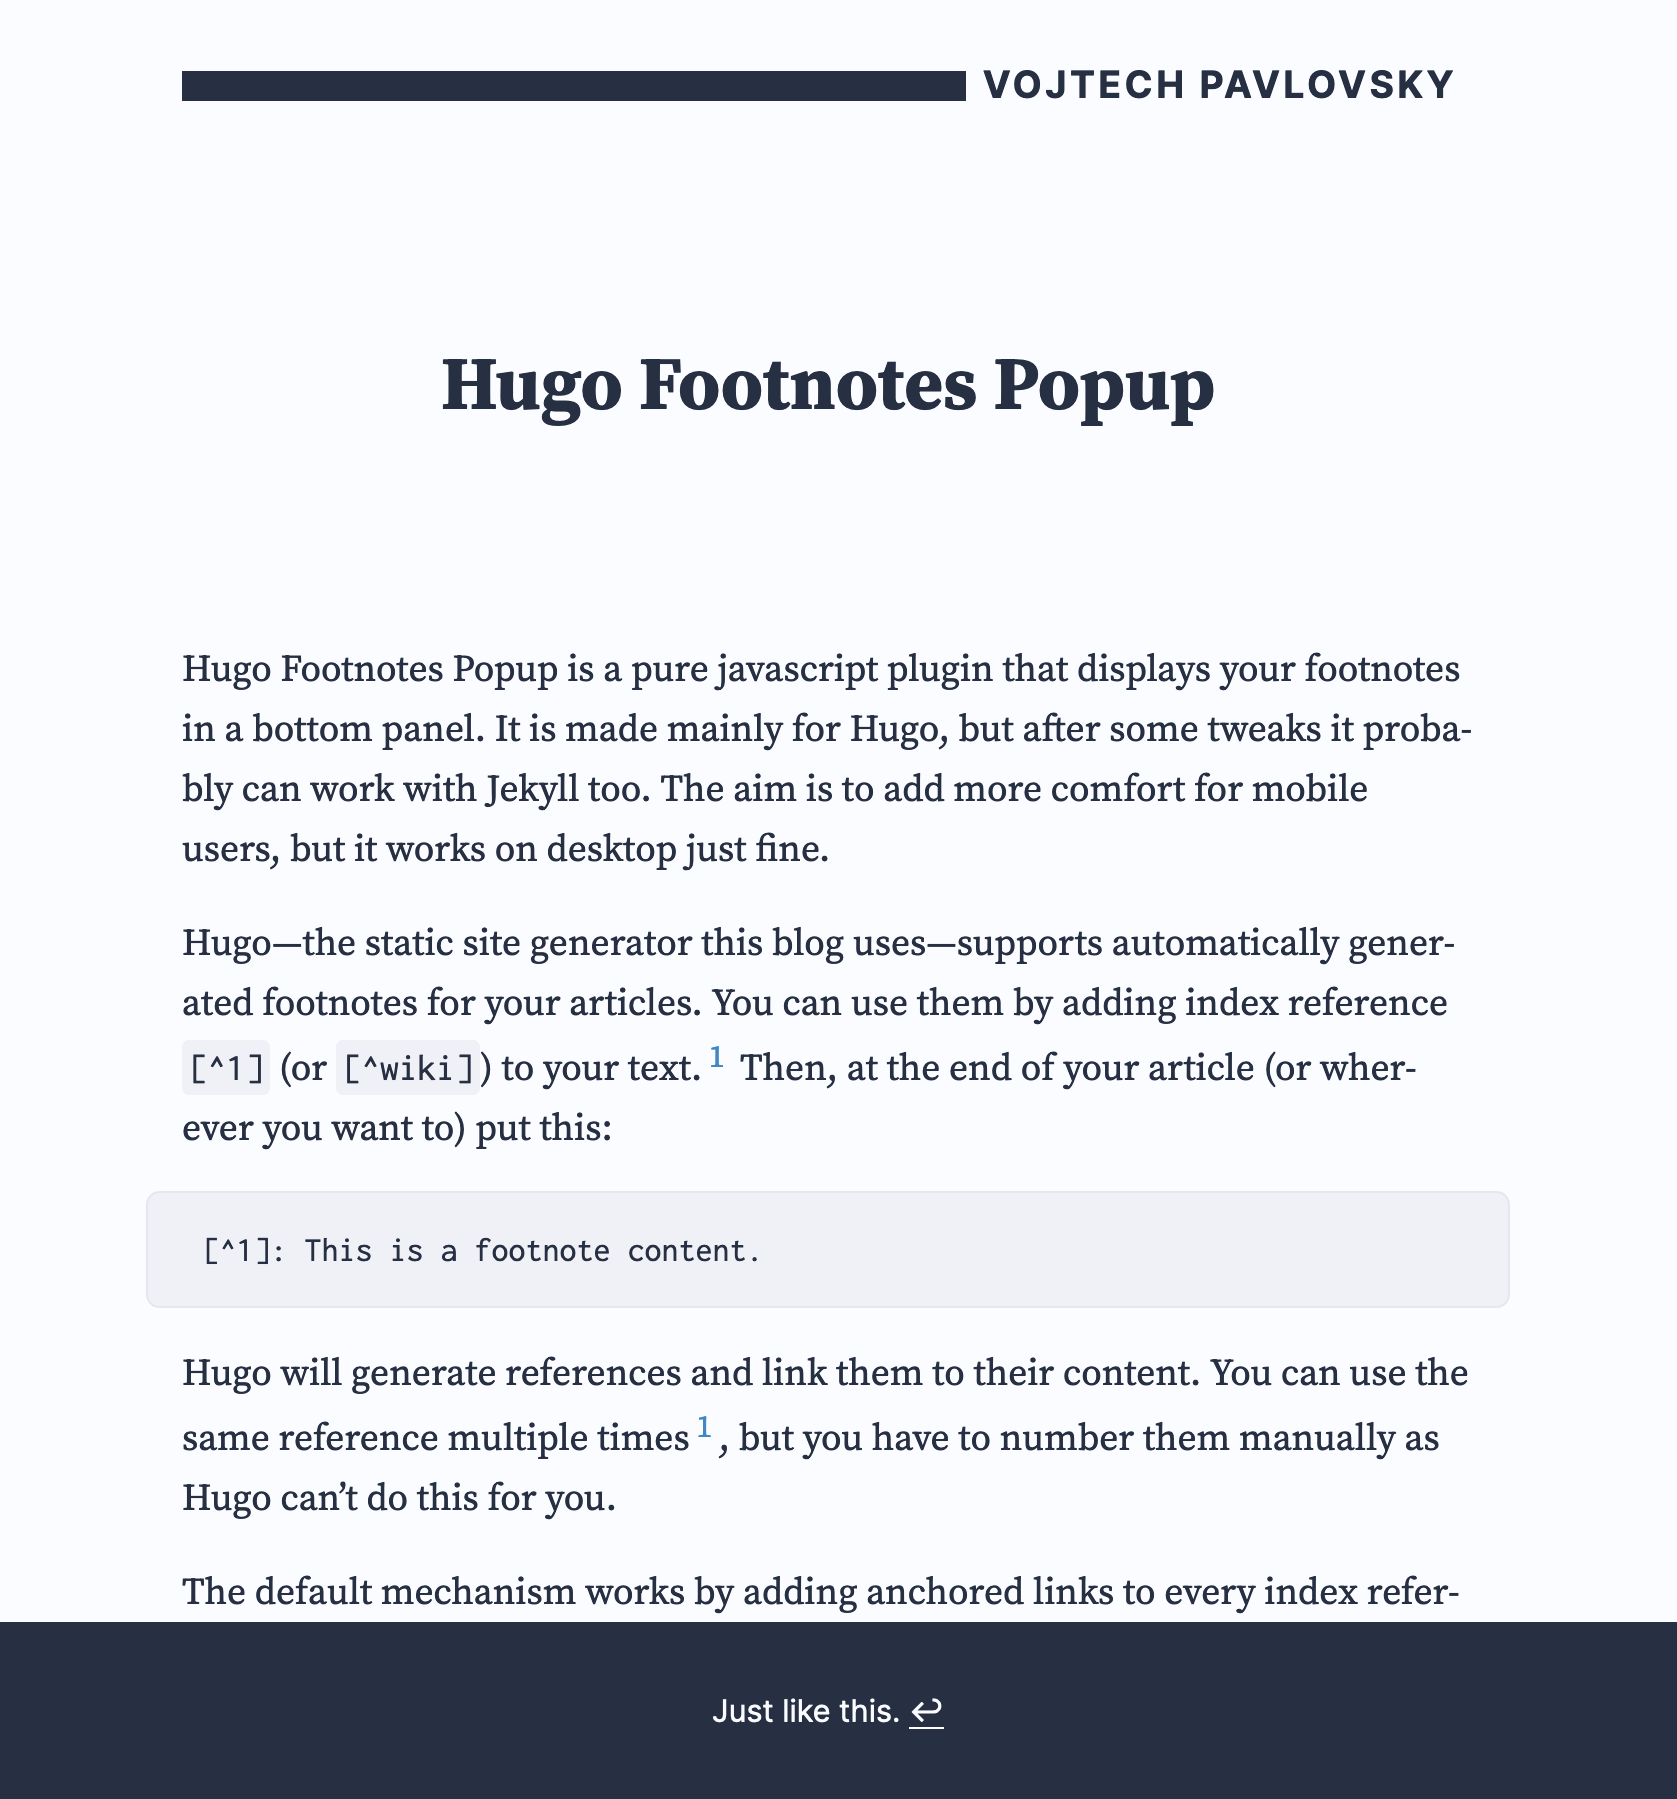 VOJTECH PAVLOVSKY
Hugo Footnotes Popup
Hugo Footnotes Popup is a pure javascript plugin that displays your footnotes
in a bottom panel. It is made mainly for Hugo, but after some tweaks it proba-
bly can work with Jekyll too. The aim is to add more comfort for mobile
users, but it works on desktop just fine.
Hugo—the static site generator this blog uses—supports automatically gener-
ated footnotes for your articles. You can use them by adding index reference
[^1] (or [^wiki]) to your text. 1 Then, at the end of your article (or wher-
ever you want to) put this:
[^1]: This is a footnote content.
Hugo will generate references and link them to their content. You can use the
same reference multiple times 1 , but you have to number them manually as
Hugo can’t do this for you.
The default mechanism works by adding anchored links to every index refer-
Just like this. ↩